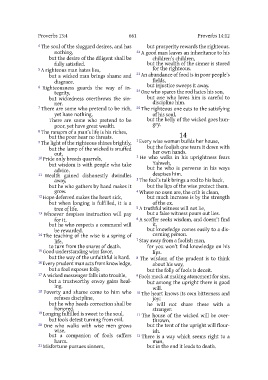 Proverbs 13:4 661 Proverbs 14:12
4 The soul of the sluggard desires, and has
nothing,
but the desire of the diligent shall be
fully satisfied.
5 A righteous man hates lies,
but a wicked man brings shame and
disgrace.
6 Righteousness guards the way of in-
tegrity,
but wickedness overthrows the sin-
ner.
7 There are some who pretend to be rich,
yet have nothing.
There are some who pretend to be
poor, yet have great wealth.
8 The ransom of a man's life is his riches,
but the poor hear no threats.
9 The light of the righteous shines brightly,
but the lamp of the wicked is snuffed
out.
10 Pride only breeds quarrels,
but wisdom is with people who take
advice.
11 Wealth gained dishonestly dwindles
away,
but he who gathers by hand makes it
grow.
12 Hope deferred makes the heart sick,
but when longing is fulfilled, it is a
tree of life.
13 Whoever despises instruction will pay
for it,
but he who respects a command will
be rewarded.
14 The teaching of the wise is a spring of
life,
to turn from the snares of death.
15 Good understanding wins favor,
but the way of the unfaithful is hard.
16 Every prudent man acts from knowledge,
but a fool exposes folly.
17 A wicked messenger falls into trouble,
but a trustworthy envoy gains heal-
ing.
18 Poverty and shame come to him who
refuses discipline,
but he who heeds correction shall be
honored.
19 Longing fulfilled is sweet to the soul,
but fools detest turning from evil.
20 One who walks with wise men grows
wise,
but a companion of fools suffers
harm.
21 Misfortune pursues sinners,
but prosperity rewards the righteous.
22 A good man leaves an inheritance to his
children's children,
but the wealth of the sinner is stored
for the righteous.
23 An abundance of food is in poor people's
fields,
but injustice sweeps it away.
24 One who spares the rod hates his son,
but one who loves him is careful to
discipline him.
25 The righteous one eats to the satisfying
of his soul,
but the belly of the wicked goes hun-
gry.
14
1 Every wise woman builds her house,
but the foolish one tears it down with
her own hands.
2 He who walks in his uprightness fears
Yahweh,
but he who is perverse in his ways
despises him.
3 The fool's talk brings a rod to his back,
but the lips of the wise protect them.
4 Where no oxen are, the crib is clean,
but much increase is by the strength
of the ox.
5 A truthful witness will not lie,
but a false witness pours out lies.
6 A scoffer seeks wisdom, and doesn't find
it,
but knowledge comes easily to a dis-
cerning person.
7 Stay away from a foolish man,
for you won't find knowledge on his
lips.
8 The wisdom of the prudent is to think
about his way,
but the folly of fools is deceit.
9 Fools mock at making atonement for sins,
but among the upright there is good
will.
10 The heart knows its own bitterness and
joy;
he will not share these with a
stranger.
11 The house of the wicked will be over-
thrown,
but the tent of the upright will flour-
ish.
12 There is a way which seems right to a
man,
but in the end it leads to death.